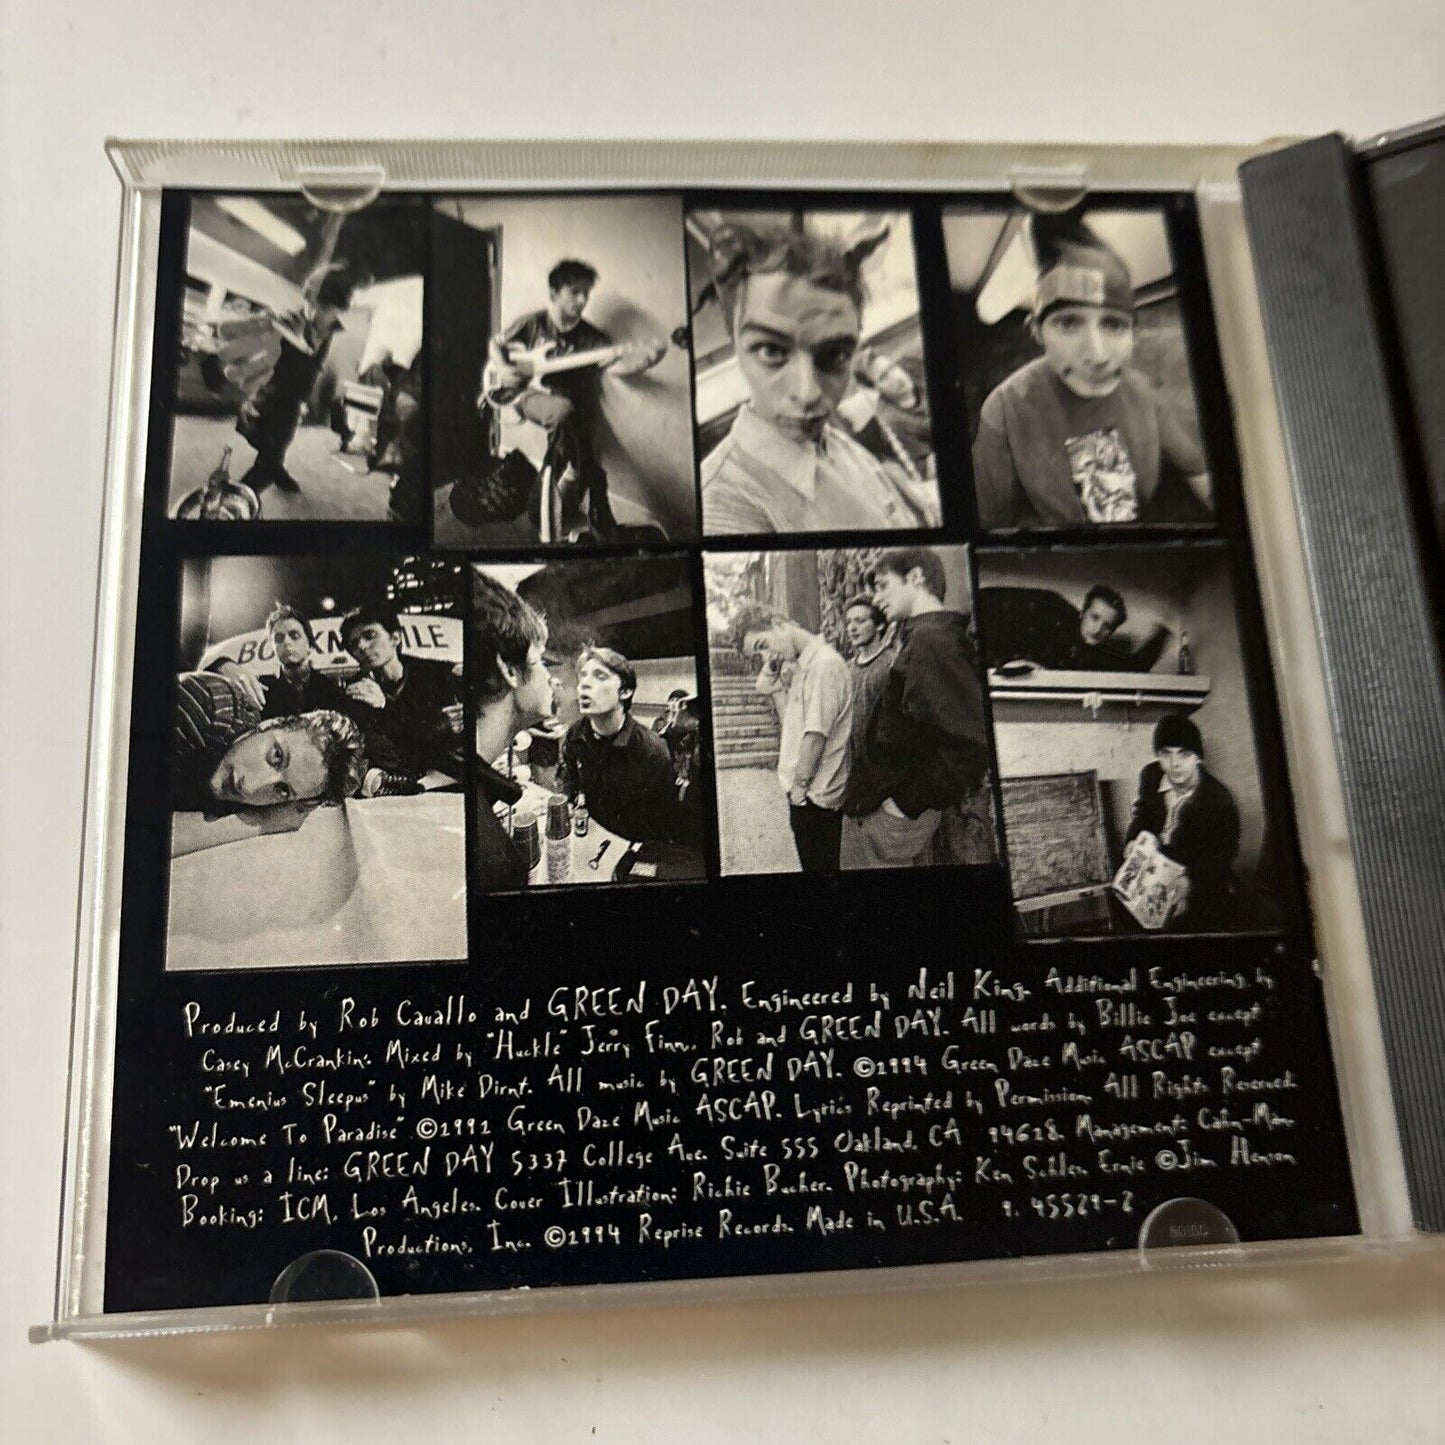 BOOKMOBILE
Produced by Rob Cavallo and GREEN DAY. Engineered by Neil King. Additional Engineering by
Casey McCrankin. Mixed by "Huckle" Jerry Finn, Rob and GREEN DAY. All words by Billie Joe except
"Emenius Sleepus" by Mike Dirnt. All music by GREEN DAY. ©1994 Green Daze Music ASCAP except
"Welcome To Paradise" ©1992 Green Daze Music ASCAP. Lyrics Reprinted by Permission. All Rights Reserved.
Drop us a line: GREEN DAY 5337 College Ave. Suite 555 Oakland, CA 94618. Management: Cahn-Man
Booking: ICM, Los Angeles. Cover Illustration: Richie Bucher. Photography: Ken Schles. Ernie ©Jim Henson
Productions, Inc. ©1994 Reprise Records. Made in U.S.A. 9 45529-2